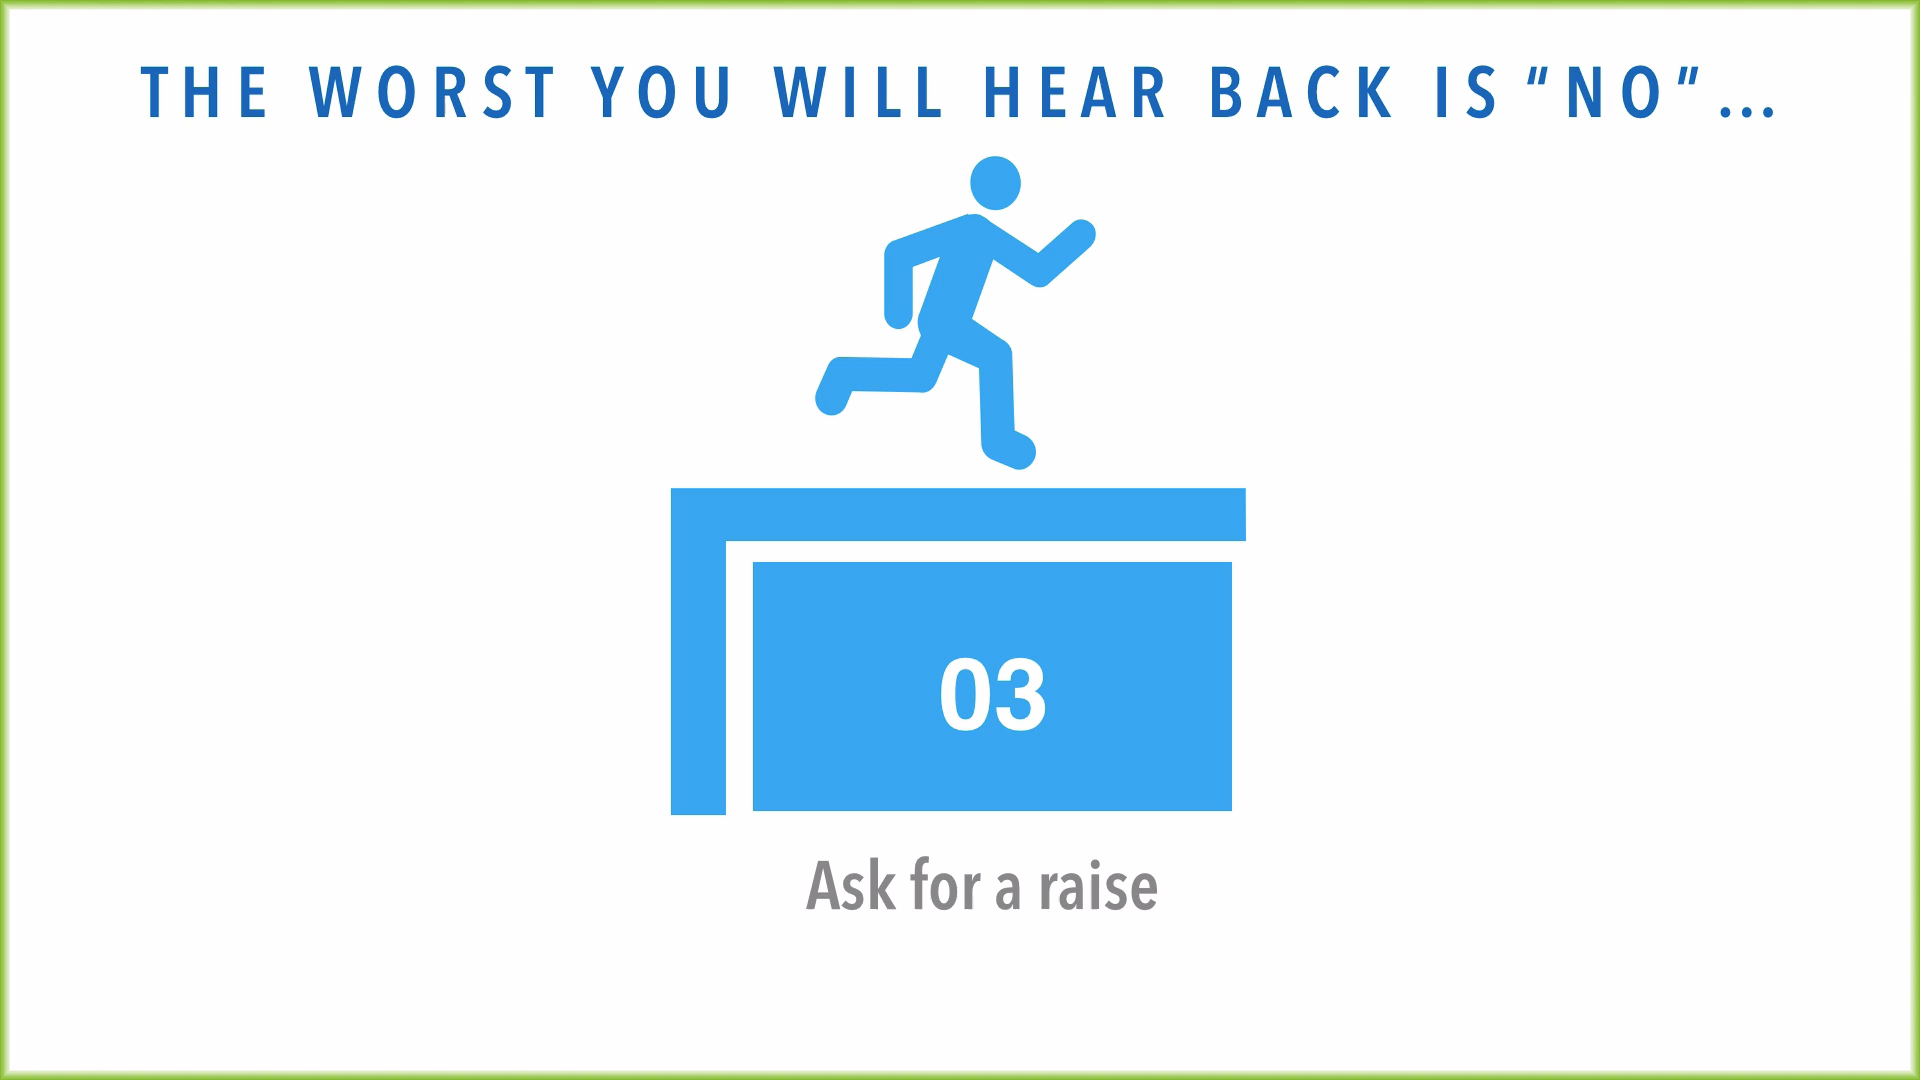 THE WORST YOU WILL HEAR BACK IS “NO”...
03
Ask for a raise